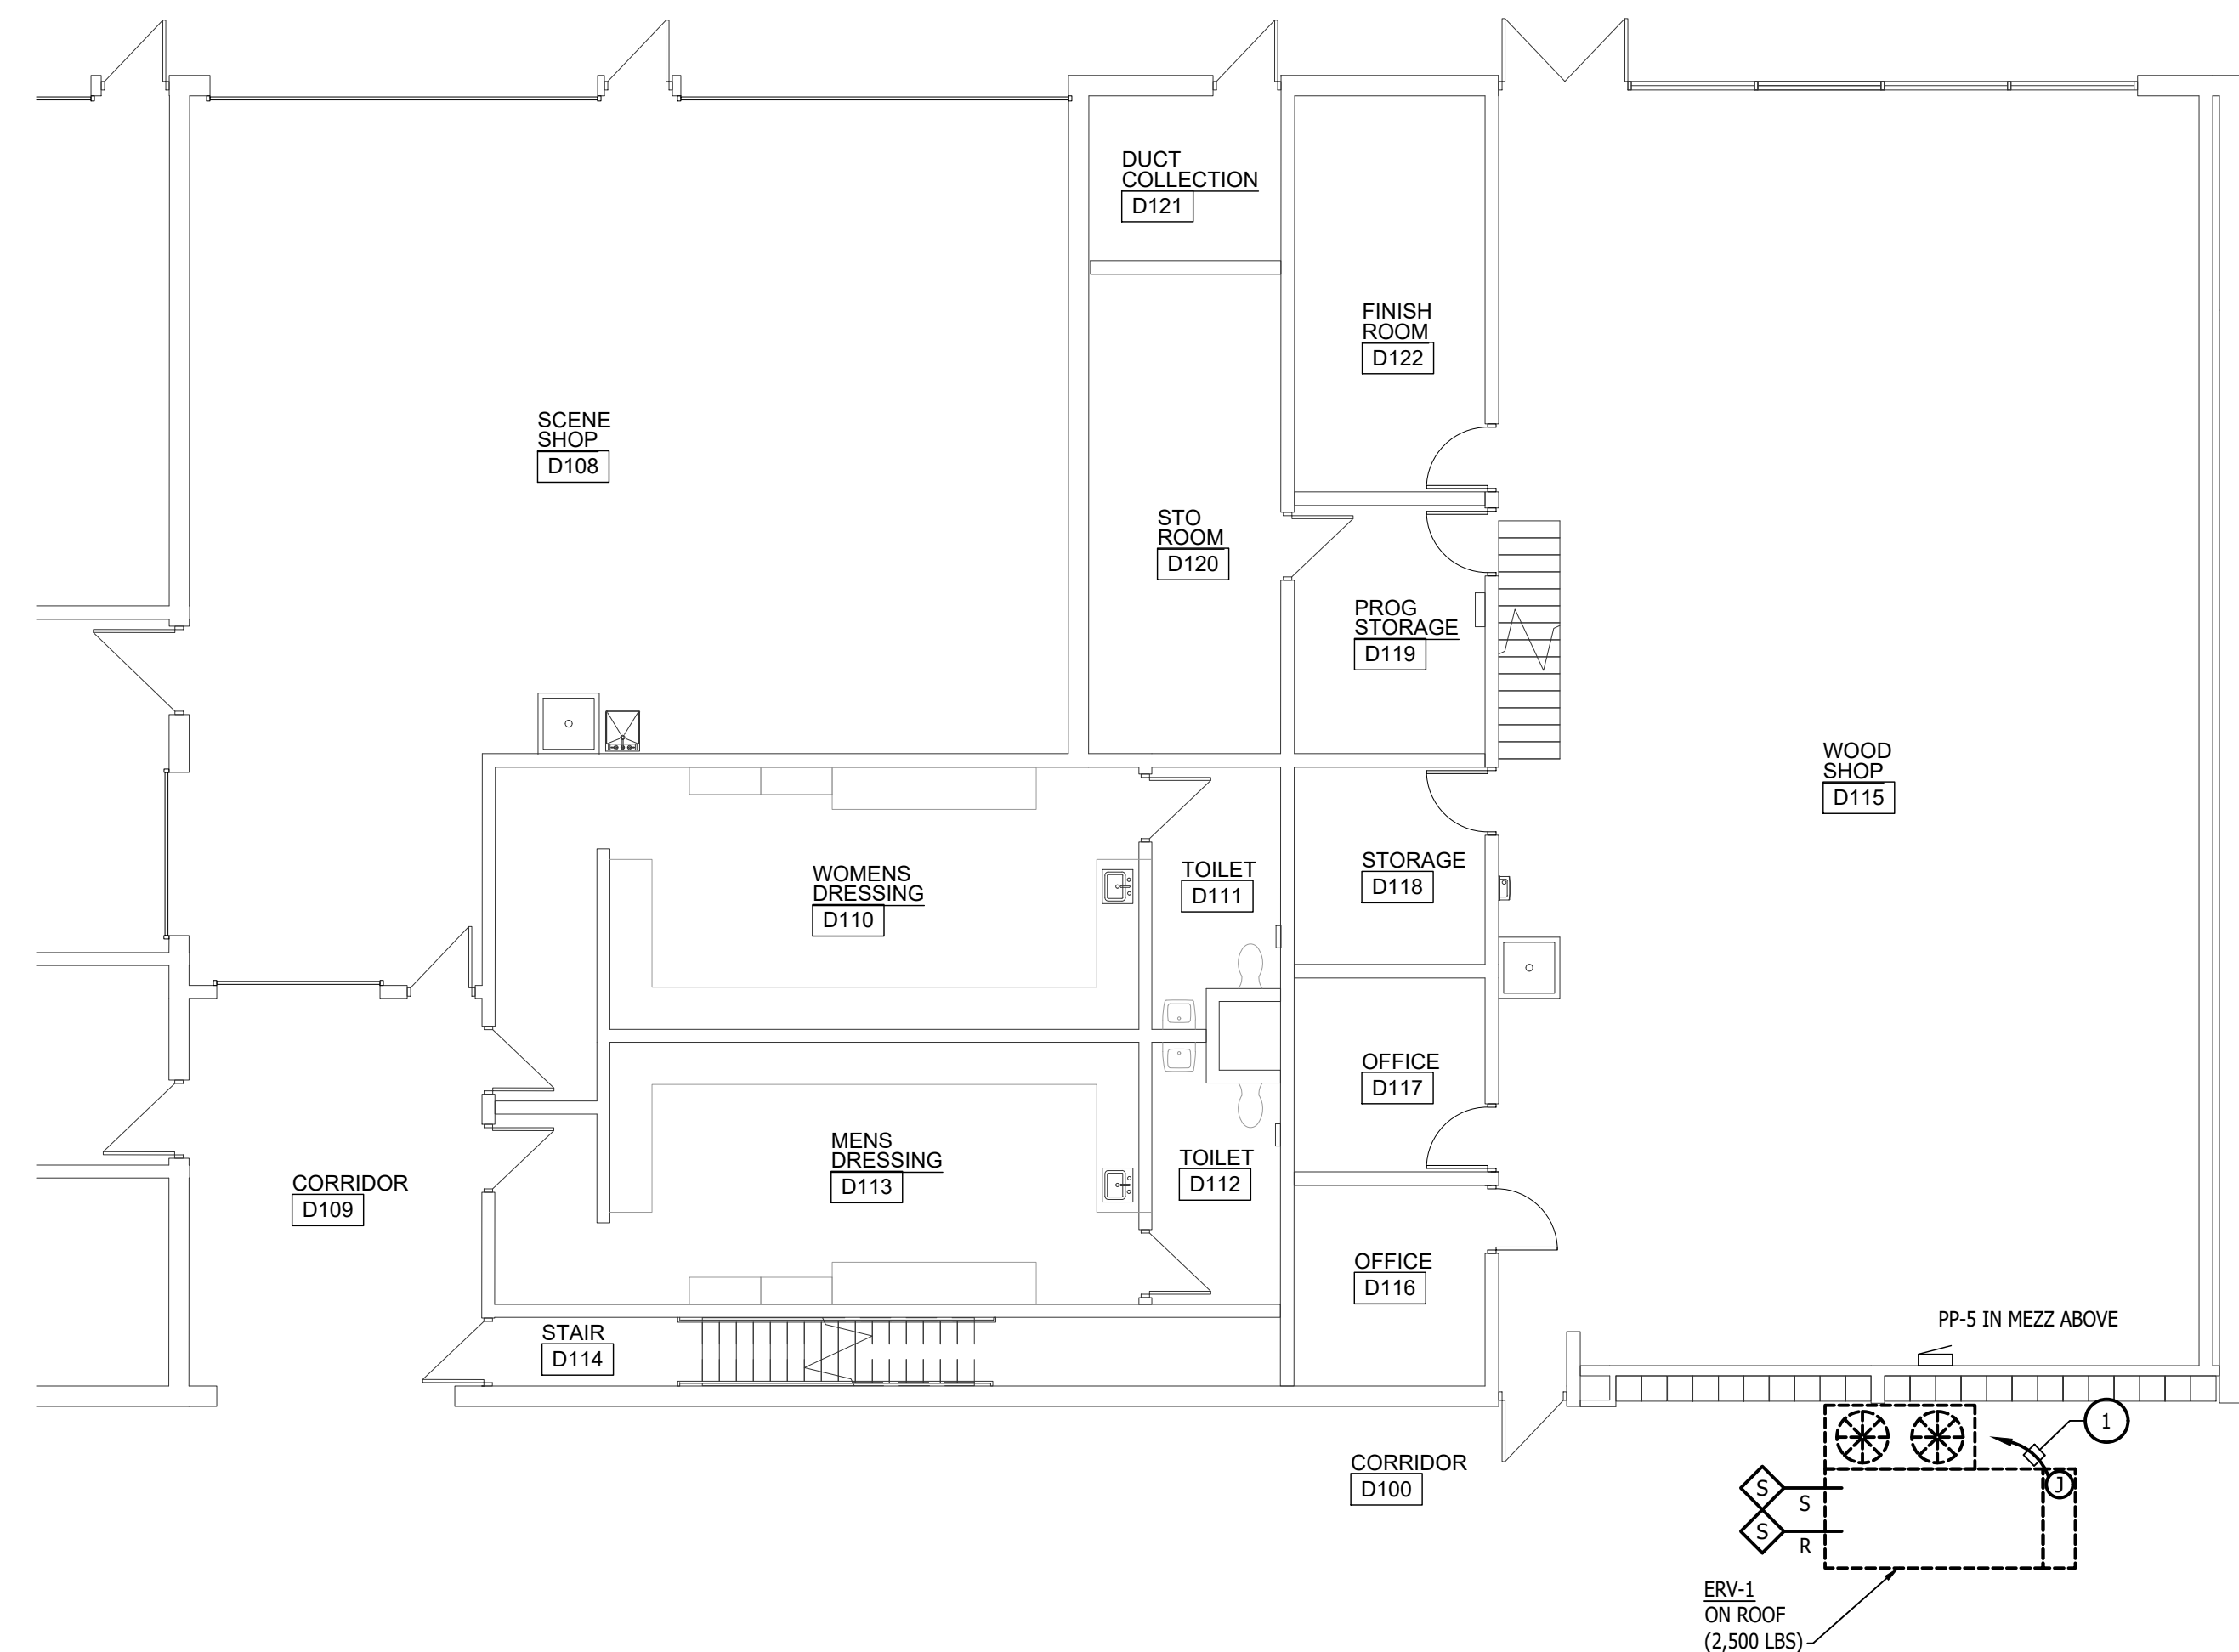 DUCT
COLLECTION
D121
FINISH
ROOM
D122
SCENE
SHOP
D108
STO
ROOM
D120
PROG
STORAGE
D119
WOOD
SHOP
D115
WOMENS
DRESSING
D110
TOILET
D111
STORAGE
D118
OFFICE
D117
MENS
DRESSING
D113
TOILET
D112
CORRIDOR
D109
OFFICE
D116
STAIR
D114
PP-5 IN MEZZ ABOVE
1
CORRIDOR
D100
J
S
S
S
R
ERV-1
ON ROOF
(2,500 LBS)